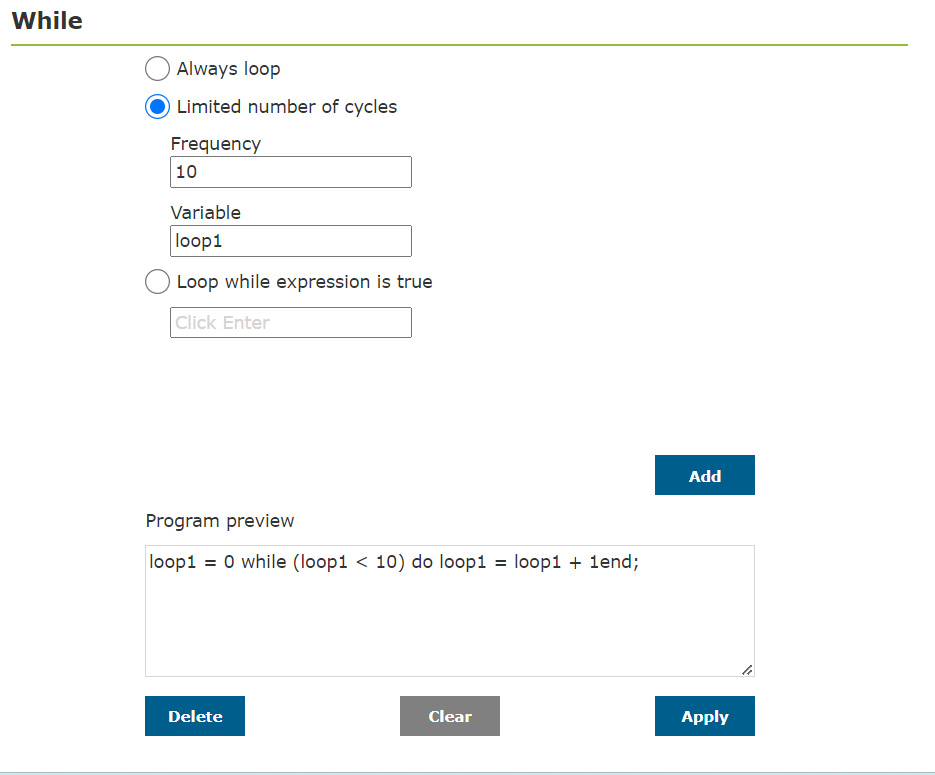 While
Always loop
Limited number of cycles
Frequency
10
Variable
loop1
Loop while expression is true
Click Enter
Add
Program preview
loop1 = 0 while (loop1 < 10) do loop1 = loop1 + 1end;
Delete
Clear
Apply